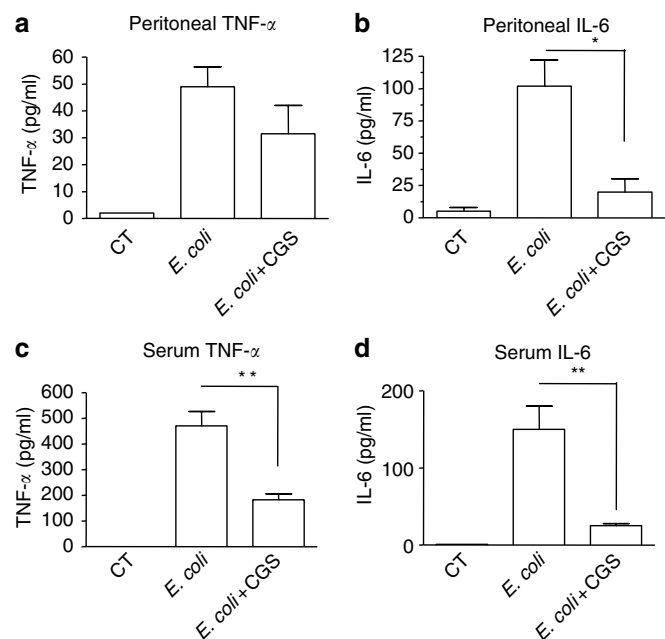 a
Peritoneal TNF-α
TNF-α (pg/ml)
60
50
40
30
20
10
0
CT
E. coli
E. coli+CGS
b
Peritoneal IL-6
*
IL-6 (pg/ml)
125
100
75
50
25
0
CT
E. coli
E. coli+CGS
c
Serum TNF-α
**
TNF-α (pg/ml)
600
500
400
300
200
100
0
CT
E. coli
E. coli+CGS
d
Serum IL-6
**
IL-6 (pg/ml)
200
100
0
CT
E. coli
E. coli+CGS